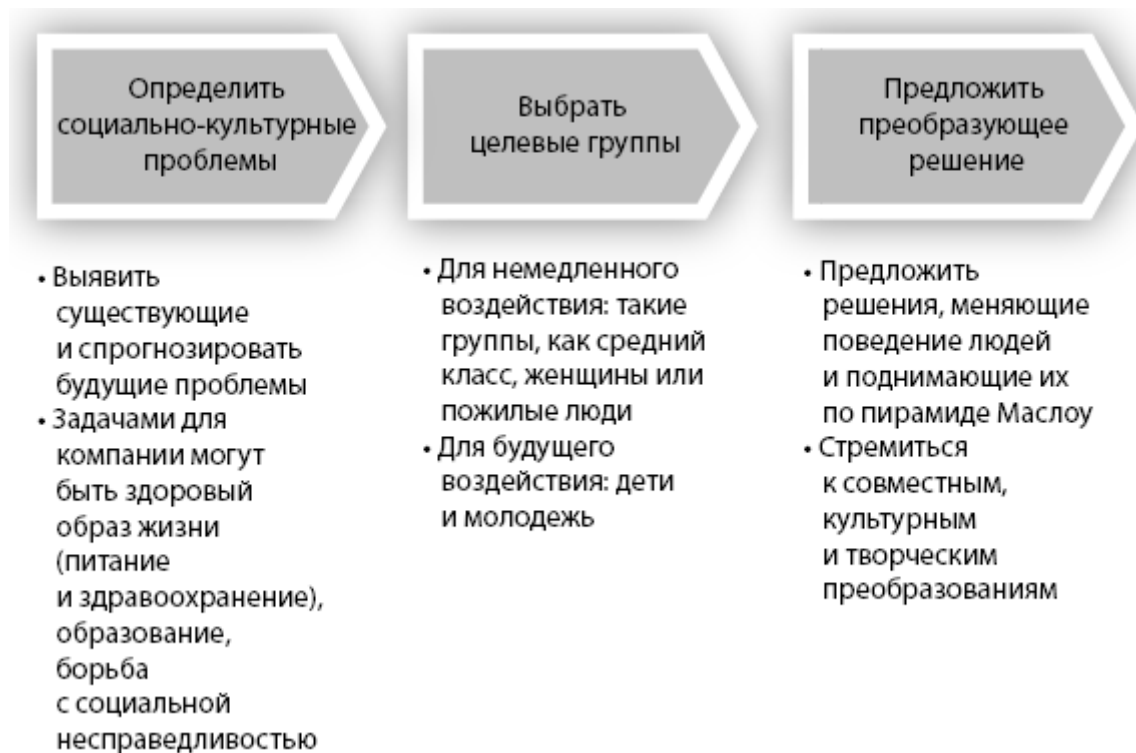 Определить
социально-культурные
проблемы
Выбрать
целевые группы
Предложить
преобразующее
решение
• Выявить
существующие
и спрогнозировать
будущие проблемы
• Задачами для
компании могут
быть здоровый
образ жизни
(питание
и здравоохранение),
образование,
борьба
с социальной
несправедливостью
• Для немедленного
воздействия: такие
группы, как средний
класс, женщины или
пожилые люди
• Для будущего
воздействия: дети
и молодежь
• Предложить
решения, меняющие
поведение людей
и поднимающие их
по пирамиде Маслоу
• Стремиться
к совместным,
культурным
и творческим
преобразованиям